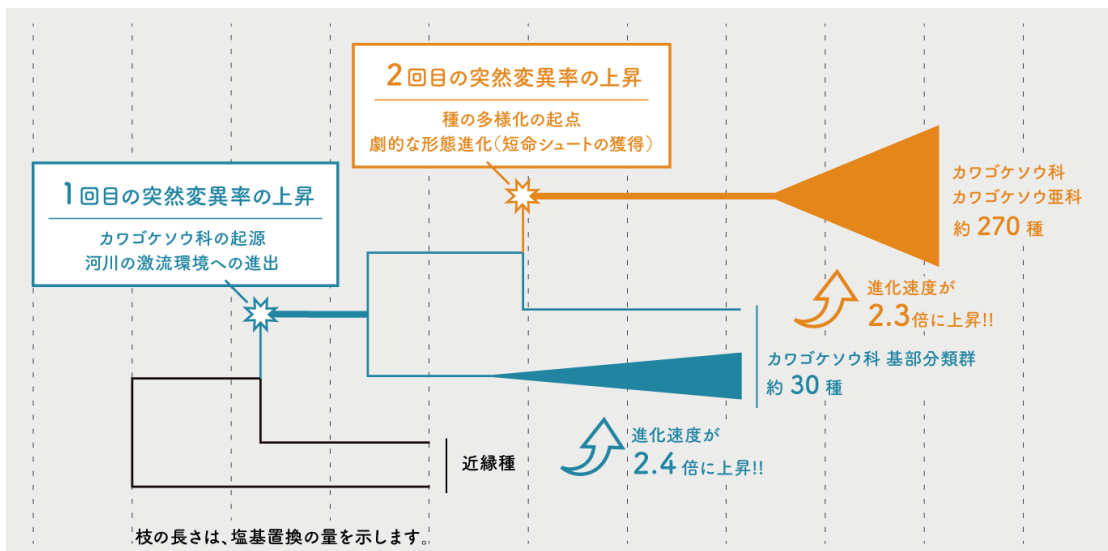 2回目の突然変異率の上昇
種の多様化の起点
劇的な形態進化(短命シュートの獲得)
1回目の突然変異率の上昇
カワゴケソウ科の起源
河川の激流環境への進出
カワゴケソウ科
カワゴケソウ亜科
約 270 種
進化速度が
2.3倍に上昇!!
カワゴケソウ科 基部分類群
約 30 種
進化速度が
2.4 倍に上昇!!
近縁種
枝の長さは、塩基置換の量を示します。